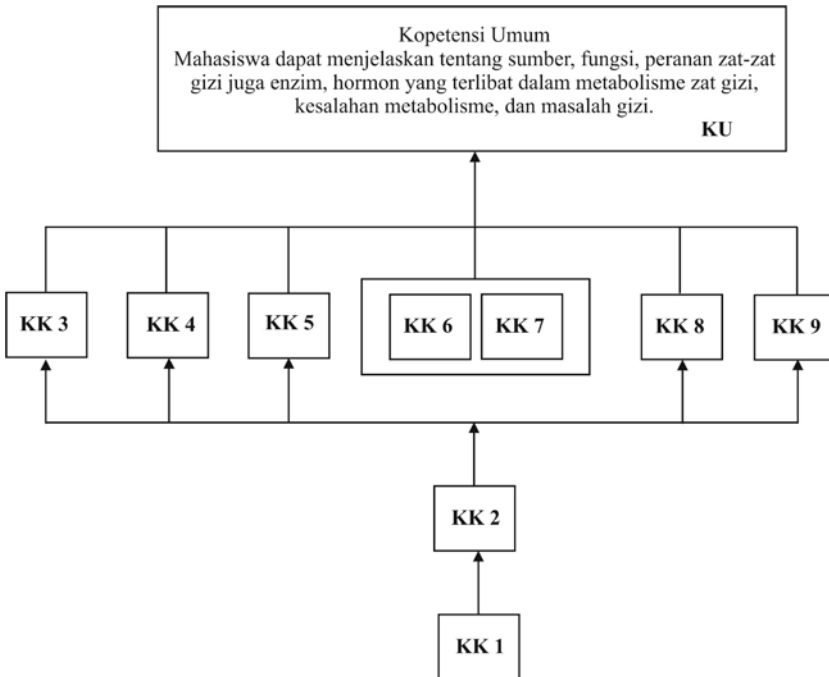 Kopetensi Umum
Mahasiswa dapat menjelaskan tentang sumber, fungsi, peranan zat-zat
gizi juga enzim, hormon yang terlibat dalam metabolisme zat gizi,
kesalahan metabolisme, dan masalah gizi.
KU
KK 3
KK 4
KK 5
KK 6
KK 7
KK 8
KK 9
KK 2
KK 1